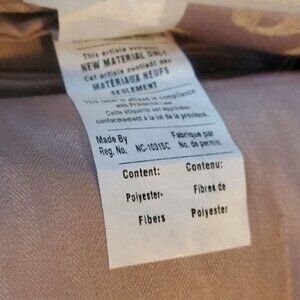 This article contains
NEW MATERIAL ONLY
Cet article contient des
MATÉRIAUX NEUFS
SEULEMENT
This label is affixed in compliance
with Provincial Law
Cette étiquette est apposée
conformément à la loi de la province
Made By Fabriqué par
Reg. No. NC-1031SC No. de permis:
Content: Contenu:
Polyester Fibres de
Fibers Polyester